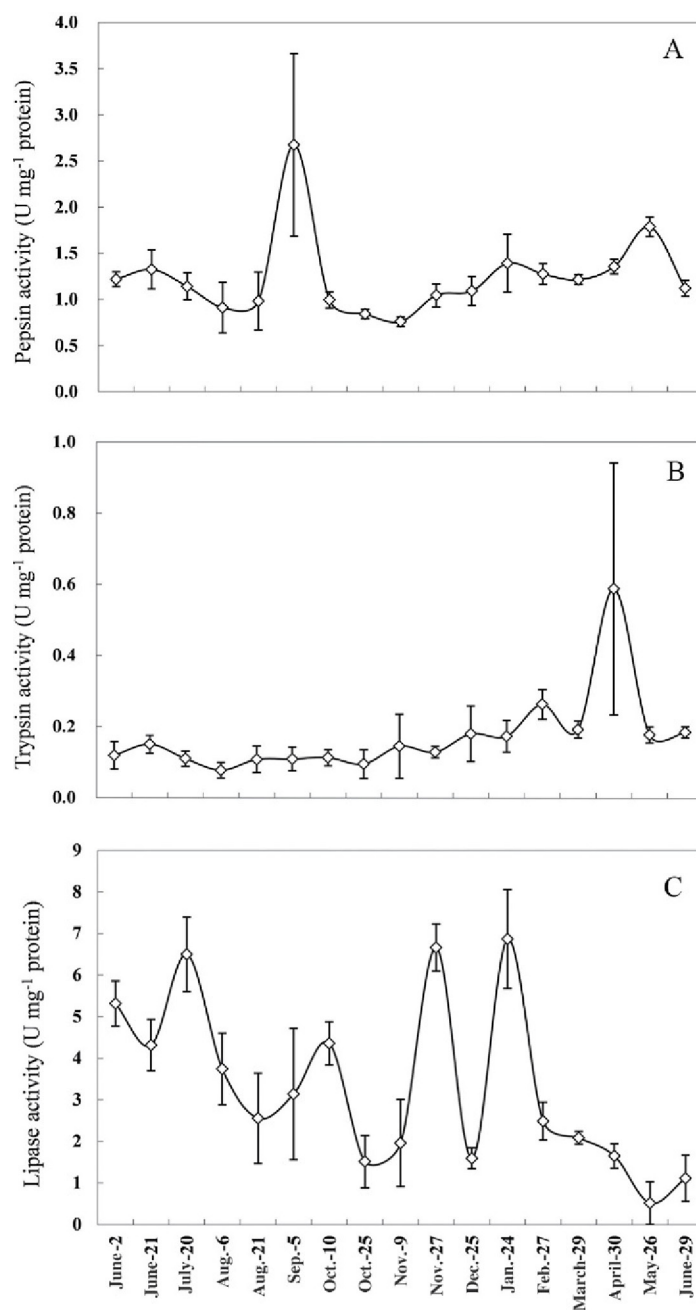 A
Pepsin activity (U mg⁻¹ protein)
4.0
3.5
3.0
2.5
2.0
1.5
1.0
0.5
0.0
B
Trypsin activity (U mg⁻¹ protein)
1.0
0.8
0.6
0.4
0.2
0.0
C
Lipase activity (U mg⁻¹ protein)
9
8
7
6
5
4
3
2
1
0
June-2
June-21
July-20
Aug.-6
Aug.-21
Sep.-5
Oct.-10
Oct.-25
Nov.-9
Nov.-27
Dec.-25
Jan.-24
Feb.-27
March-29
April-30
May-26
June-29